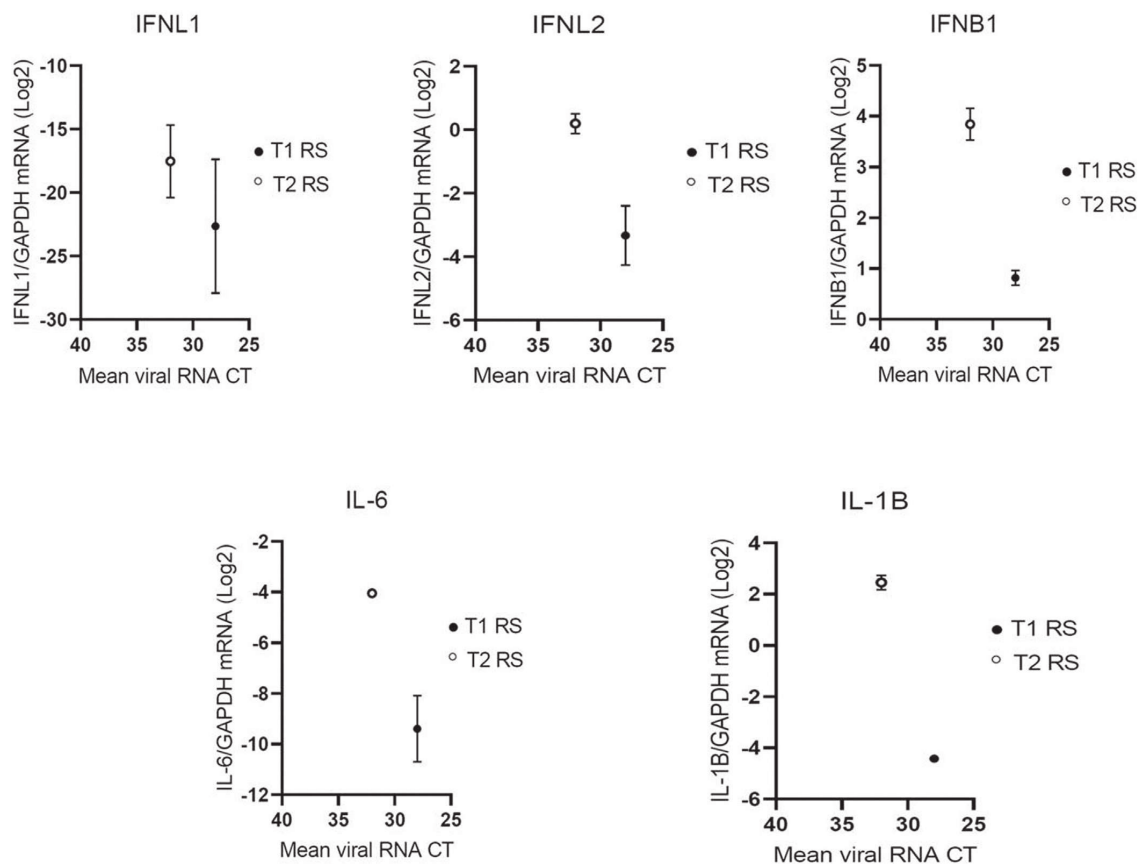 IFNL1
IFNL1/GAPDH mRNA (Log2)
-10
-15
-20
-25
-30
40 35 30 25
Mean viral RNA CT
T1 RS
T2 RS
IFNL2
IFNL2/GAPDH mRNA (Log2)
2
0
-2
-4
-6
40 35 30 25
Mean viral RNA CT
T1 RS
T2 RS
IFNB1
IFNB1/GAPDH mRNA (Log2)
5
4
3
2
1
0
40 35 30 25
Mean viral RNA CT
T1 RS
T2 RS
IL-6
IL-6/GAPDH mRNA (Log2)
-2
-4
-6
-8
-10
-12
40 35 30 25
Mean viral RNA CT
T1 RS
T2 RS
IL-1B
IL-1B/GAPDH mRNA (Log2)
4
2
0
-2
-4
-6
40 35 30 25
Mean viral RNA CT
T1 RS
T2 RS